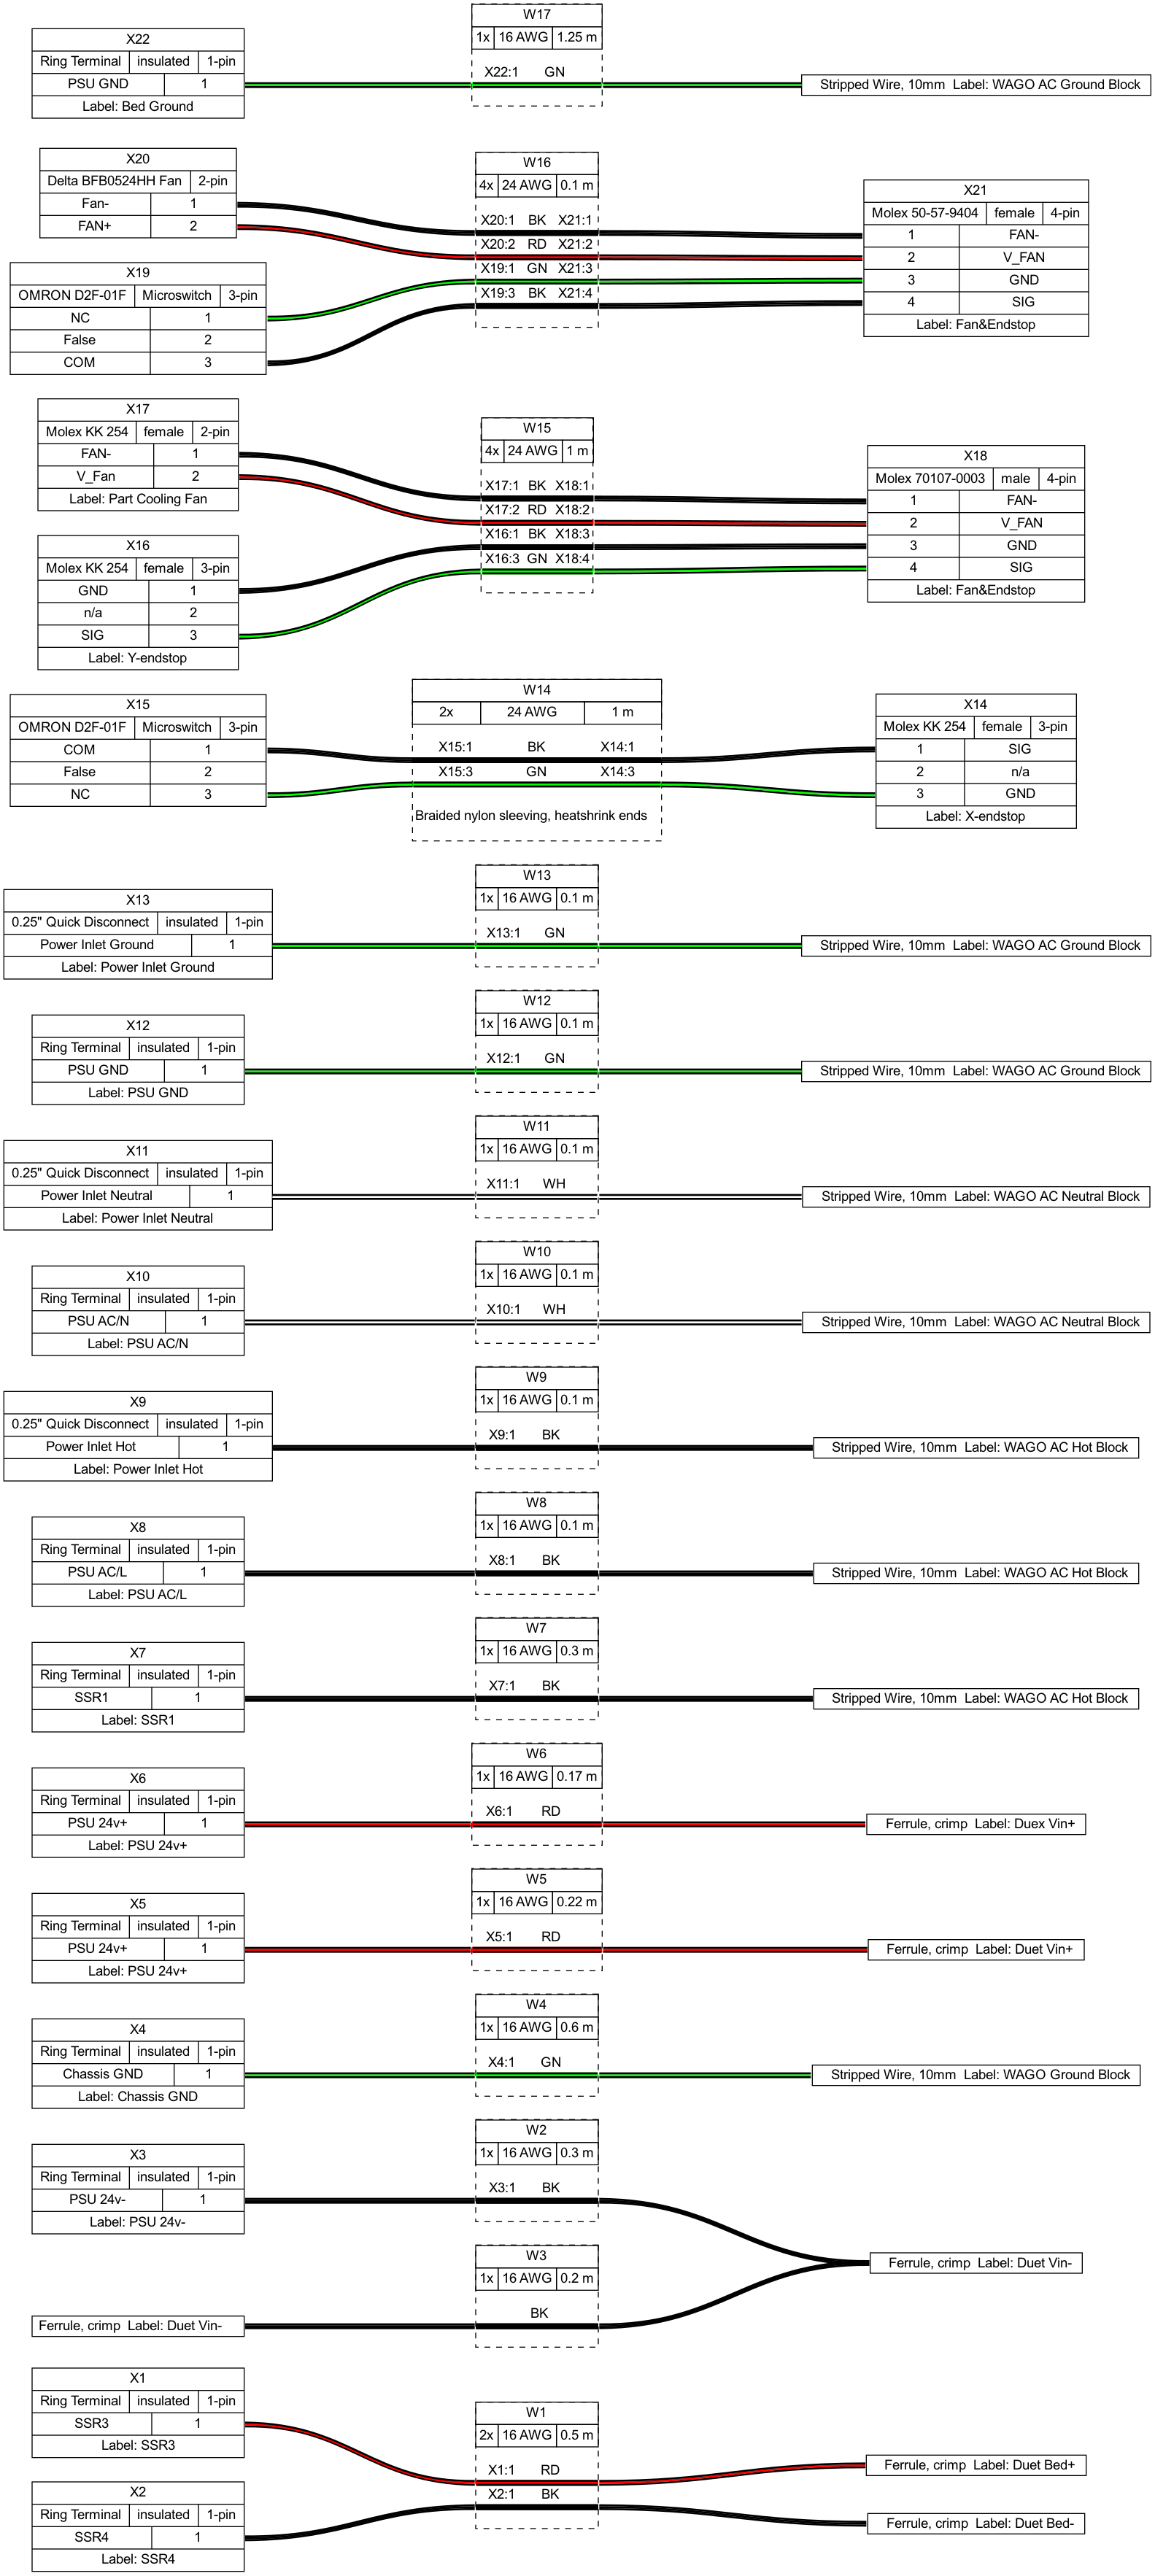 W17
1x 16 AWG 1.25 m
X22
Ring Terminal insulated 1-pin
PSU GND 1
Label: Bed Ground
X22:1 GN
Stripped Wire, 10mm Label: WAGO AC Ground Block
X20
Delta BFB0524HH Fan 2-pin
Fan- 1
FAN+ 2
X19
OMRON D2F-01F Microswitch 3-pin
NC 1
False 2
COM 3
W16
4x 24 AWG 0.1 m
X20:1 BK X21:1
X20:2 RD X21:2
X19:1 GN X21:3
X19:3 BK X21:4
X21
Molex 50-57-9404 female 4-pin
1 FAN-
2 V_FAN
3 GND
4 SIG
Label: Fan&Endstop
X17
Molex KK 254 female 2-pin
FAN- 1
V_Fan 2
Label: Part Cooling Fan
X16
Molex KK 254 female 3-pin
GND 1
n/a 2
SIG 3
Label: Y-endstop
W15
4x 24 AWG 1 m
X17:1 BK X18:1
X17:2 RD X18:2
X16:1 BK X18:3
X16:3 GN X18:4
X18
Molex 70107-0003 male 4-pin
1 FAN-
2 V_FAN
3 GND
4 SIG
Label: Fan&Endstop
X15
OMRON D2F-01F Microswitch 3-pin
COM 1
False 2
NC 3
W14
2x 24 AWG 1 m
X15:1 BK X14:1
X15:3 GN X14:3
Braided nylon sleeving, heatshrink ends
X14
Molex KK 254 female 3-pin
1 SIG
2 n/a
3 GND
Label: X-endstop
X13
0.25" Quick Disconnect insulated 1-pin
Power Inlet Ground 1
Label: Power Inlet Ground
W13
1x 16 AWG 0.1 m
X13:1 GN
Stripped Wire, 10mm Label: WAGO AC Ground Block
X12
Ring Terminal insulated 1-pin
PSU GND 1
Label: PSU GND
W12
1x 16 AWG 0.1 m
X12:1 GN
Stripped Wire, 10mm Label: WAGO AC Ground Block
X11
0.25" Quick Disconnect insulated 1-pin
Power Inlet Neutral 1
Label: Power Inlet Neutral
W11
1x 16 AWG 0.1 m
X11:1 WH
Stripped Wire, 10mm Label: WAGO AC Neutral Block
X10
Ring Terminal insulated 1-pin
PSU AC/N 1
Label: PSU AC/N
W10
1x 16 AWG 0.1 m
X10:1 WH
Stripped Wire, 10mm Label: WAGO AC Neutral Block
X9
0.25" Quick Disconnect insulated 1-pin
Power Inlet Hot 1
Label: Power Inlet Hot
W9
1x 16 AWG 0.1 m
X9:1 BK
Stripped Wire, 10mm Label: WAGO AC Hot Block
X8
Ring Terminal insulated 1-pin
PSU AC/L 1
Label: PSU AC/L
W8
1x 16 AWG 0.1 m
X8:1 BK
Stripped Wire, 10mm Label: WAGO AC Hot Block
X7
Ring Terminal insulated 1-pin
SSR1 1
Label: SSR1
W7
1x 16 AWG 0.3 m
X7:1 BK
Stripped Wire, 10mm Label: WAGO AC Hot Block
X6
Ring Terminal insulated 1-pin
PSU 24v+ 1
Label: PSU 24v+
W6
1x 16 AWG 0.17 m
X6:1 RD
Ferrule, crimp Label: Duex Vin+
X5
Ring Terminal insulated 1-pin
PSU 24v+ 1
Label: PSU 24v+
W5
1x 16 AWG 0.22 m
X5:1 RD
Ferrule, crimp Label: Duet Vin+
X4
Ring Terminal insulated 1-pin
Chassis GND 1
Label: Chassis GND
W4
1x 16 AWG 0.6 m
X4:1 GN
Stripped Wire, 10mm Label: WAGO Ground Block
X3
Ring Terminal insulated 1-pin
PSU 24v- 1
Label: PSU 24v-
W2
1x 16 AWG 0.3 m
X3:1 BK
W3
1x 16 AWG 0.2 m
BK
Ferrule, crimp Label: Duet Vin-
Ferrule, crimp Label: Duet Vin-
X1
Ring Terminal insulated 1-pin
SSR3 1
Label: SSR3
X2
Ring Terminal insulated 1-pin
SSR4 1
Label: SSR4
W1
2x 16 AWG 0.5 m
X1:1 RD
X2:1 BK
Ferrule, crimp Label: Duet Bed+
Ferrule, crimp Label: Duet Bed-